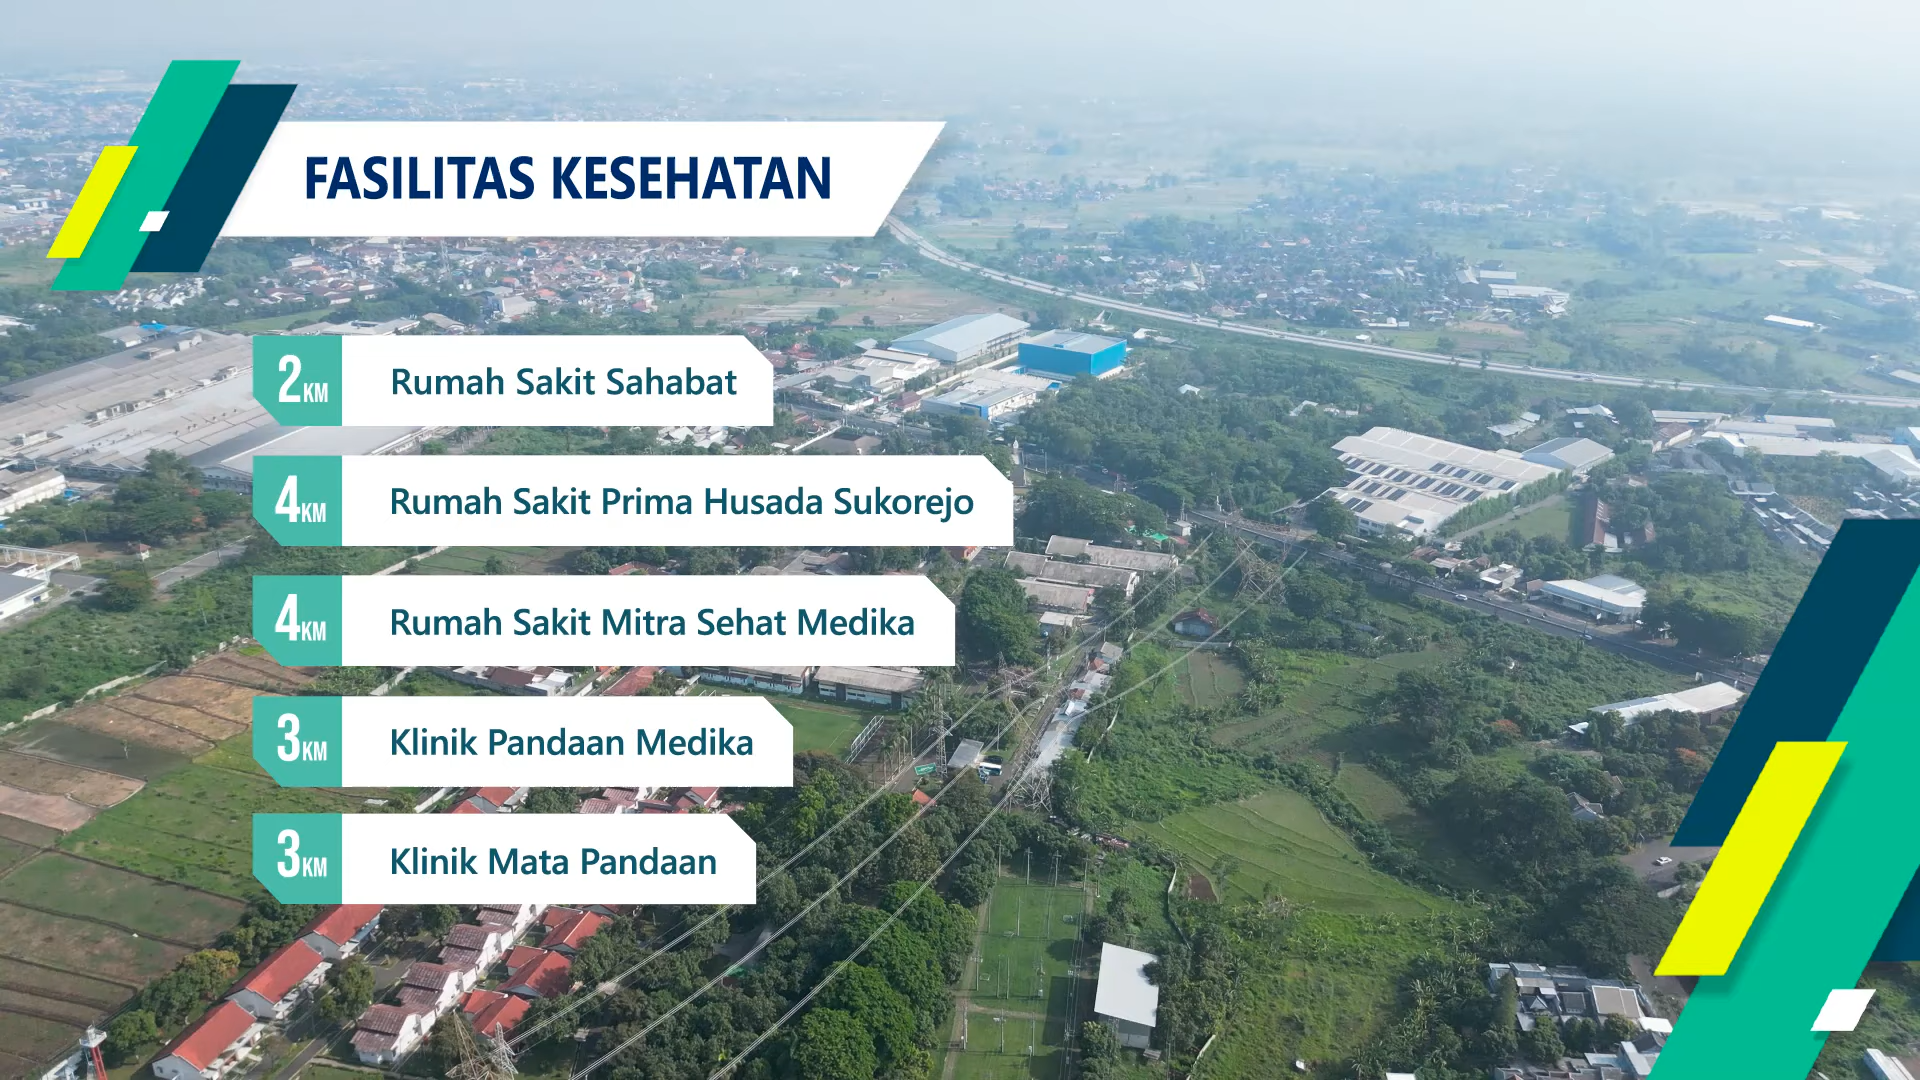 FASILITAS KESEHATAN
2KM Rumah Sakit Sahabat
4KM Rumah Sakit Prima Husada Sukorejo
4KM Rumah Sakit Mitra Sehat Medika
3KM Klinik Pandaan Medika
3KM Klinik Mata Pandaan